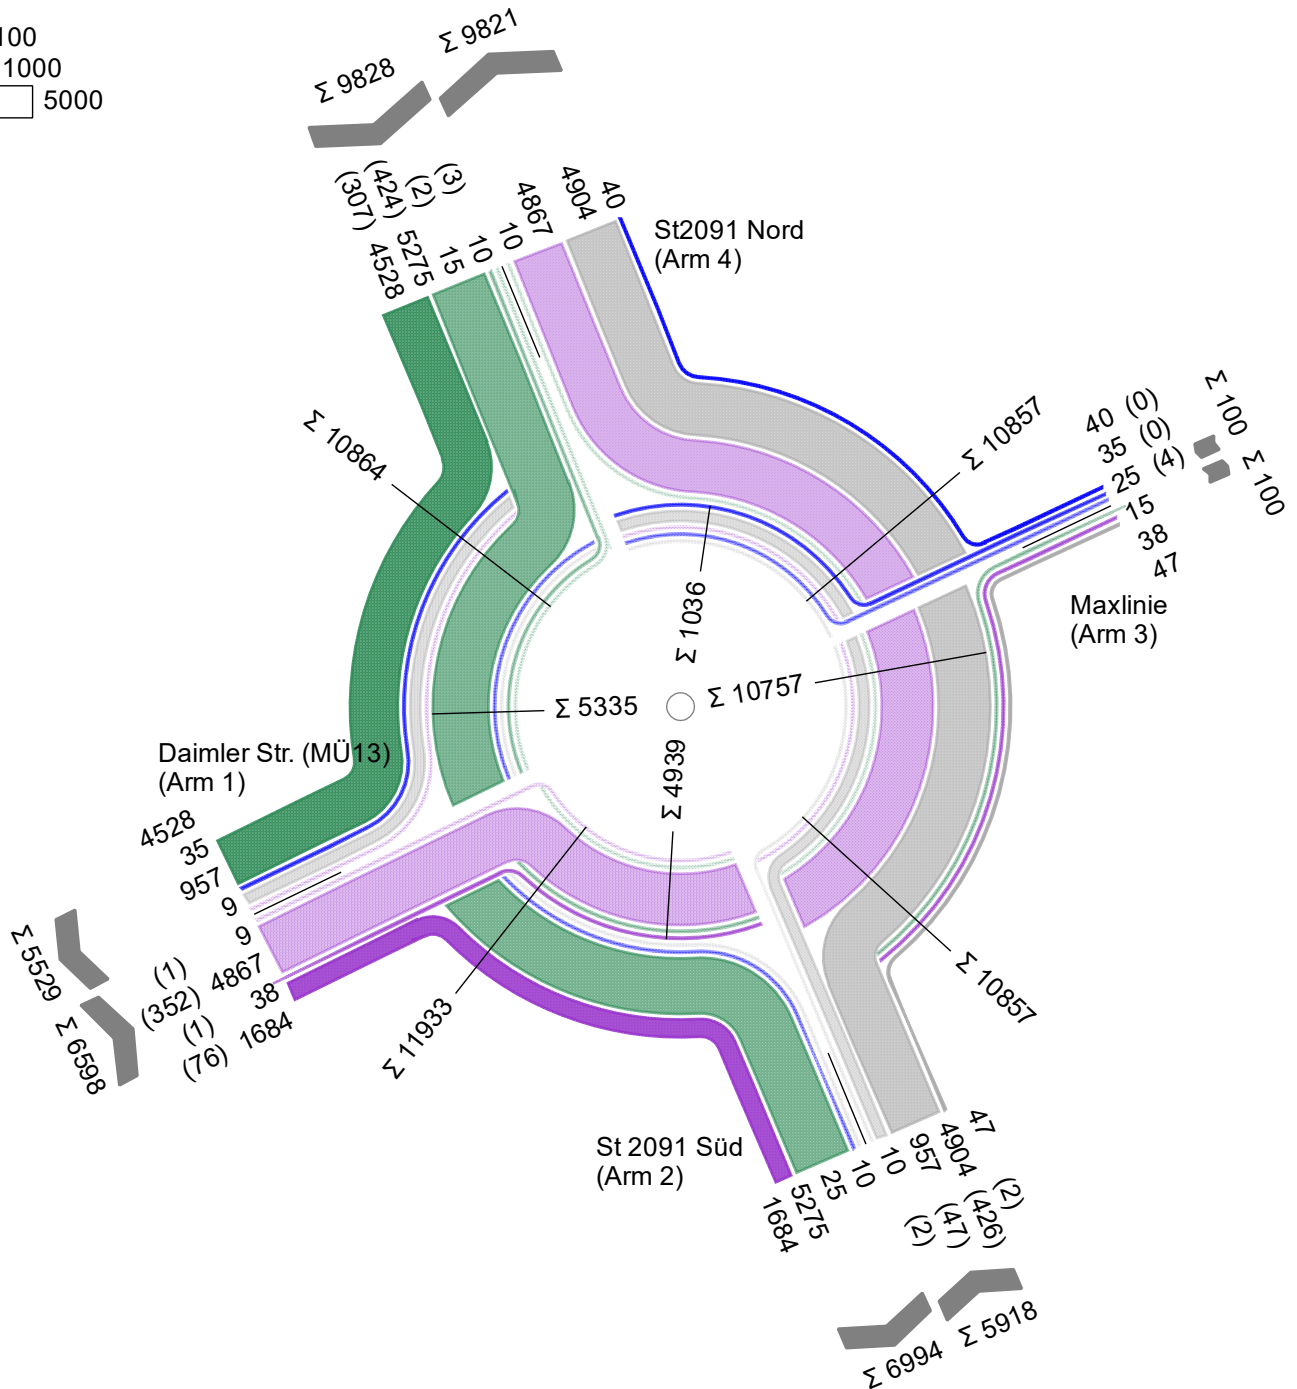 100
1000
5000
Σ 9828
Σ 9821
(307)
(424)
(2)
(3)
4528
5275
15
10
10
4867
4904
40
St2091 Nord
(Arm 4)
Σ 10864
Σ 10857
40 (0)
35 (0)
25 (4)
15
38
47
Σ 100
Σ 100
Maxlinie
(Arm 3)
Σ 1036
Σ 10757
Σ 5335
Σ 4939
Daimler Str. (MÜ13)
(Arm 1)
4528
35
957
9
9
(1) 4867
(352) 38
(1) 1684
(76)
Σ 5529
Σ 6598
Σ 11933
Σ 10857
St 2091 Süd
(Arm 2)
1684
5275
25
10
10
957
4904
47
(2)
(47)
(426)
(2)
Σ 6994
Σ 5918